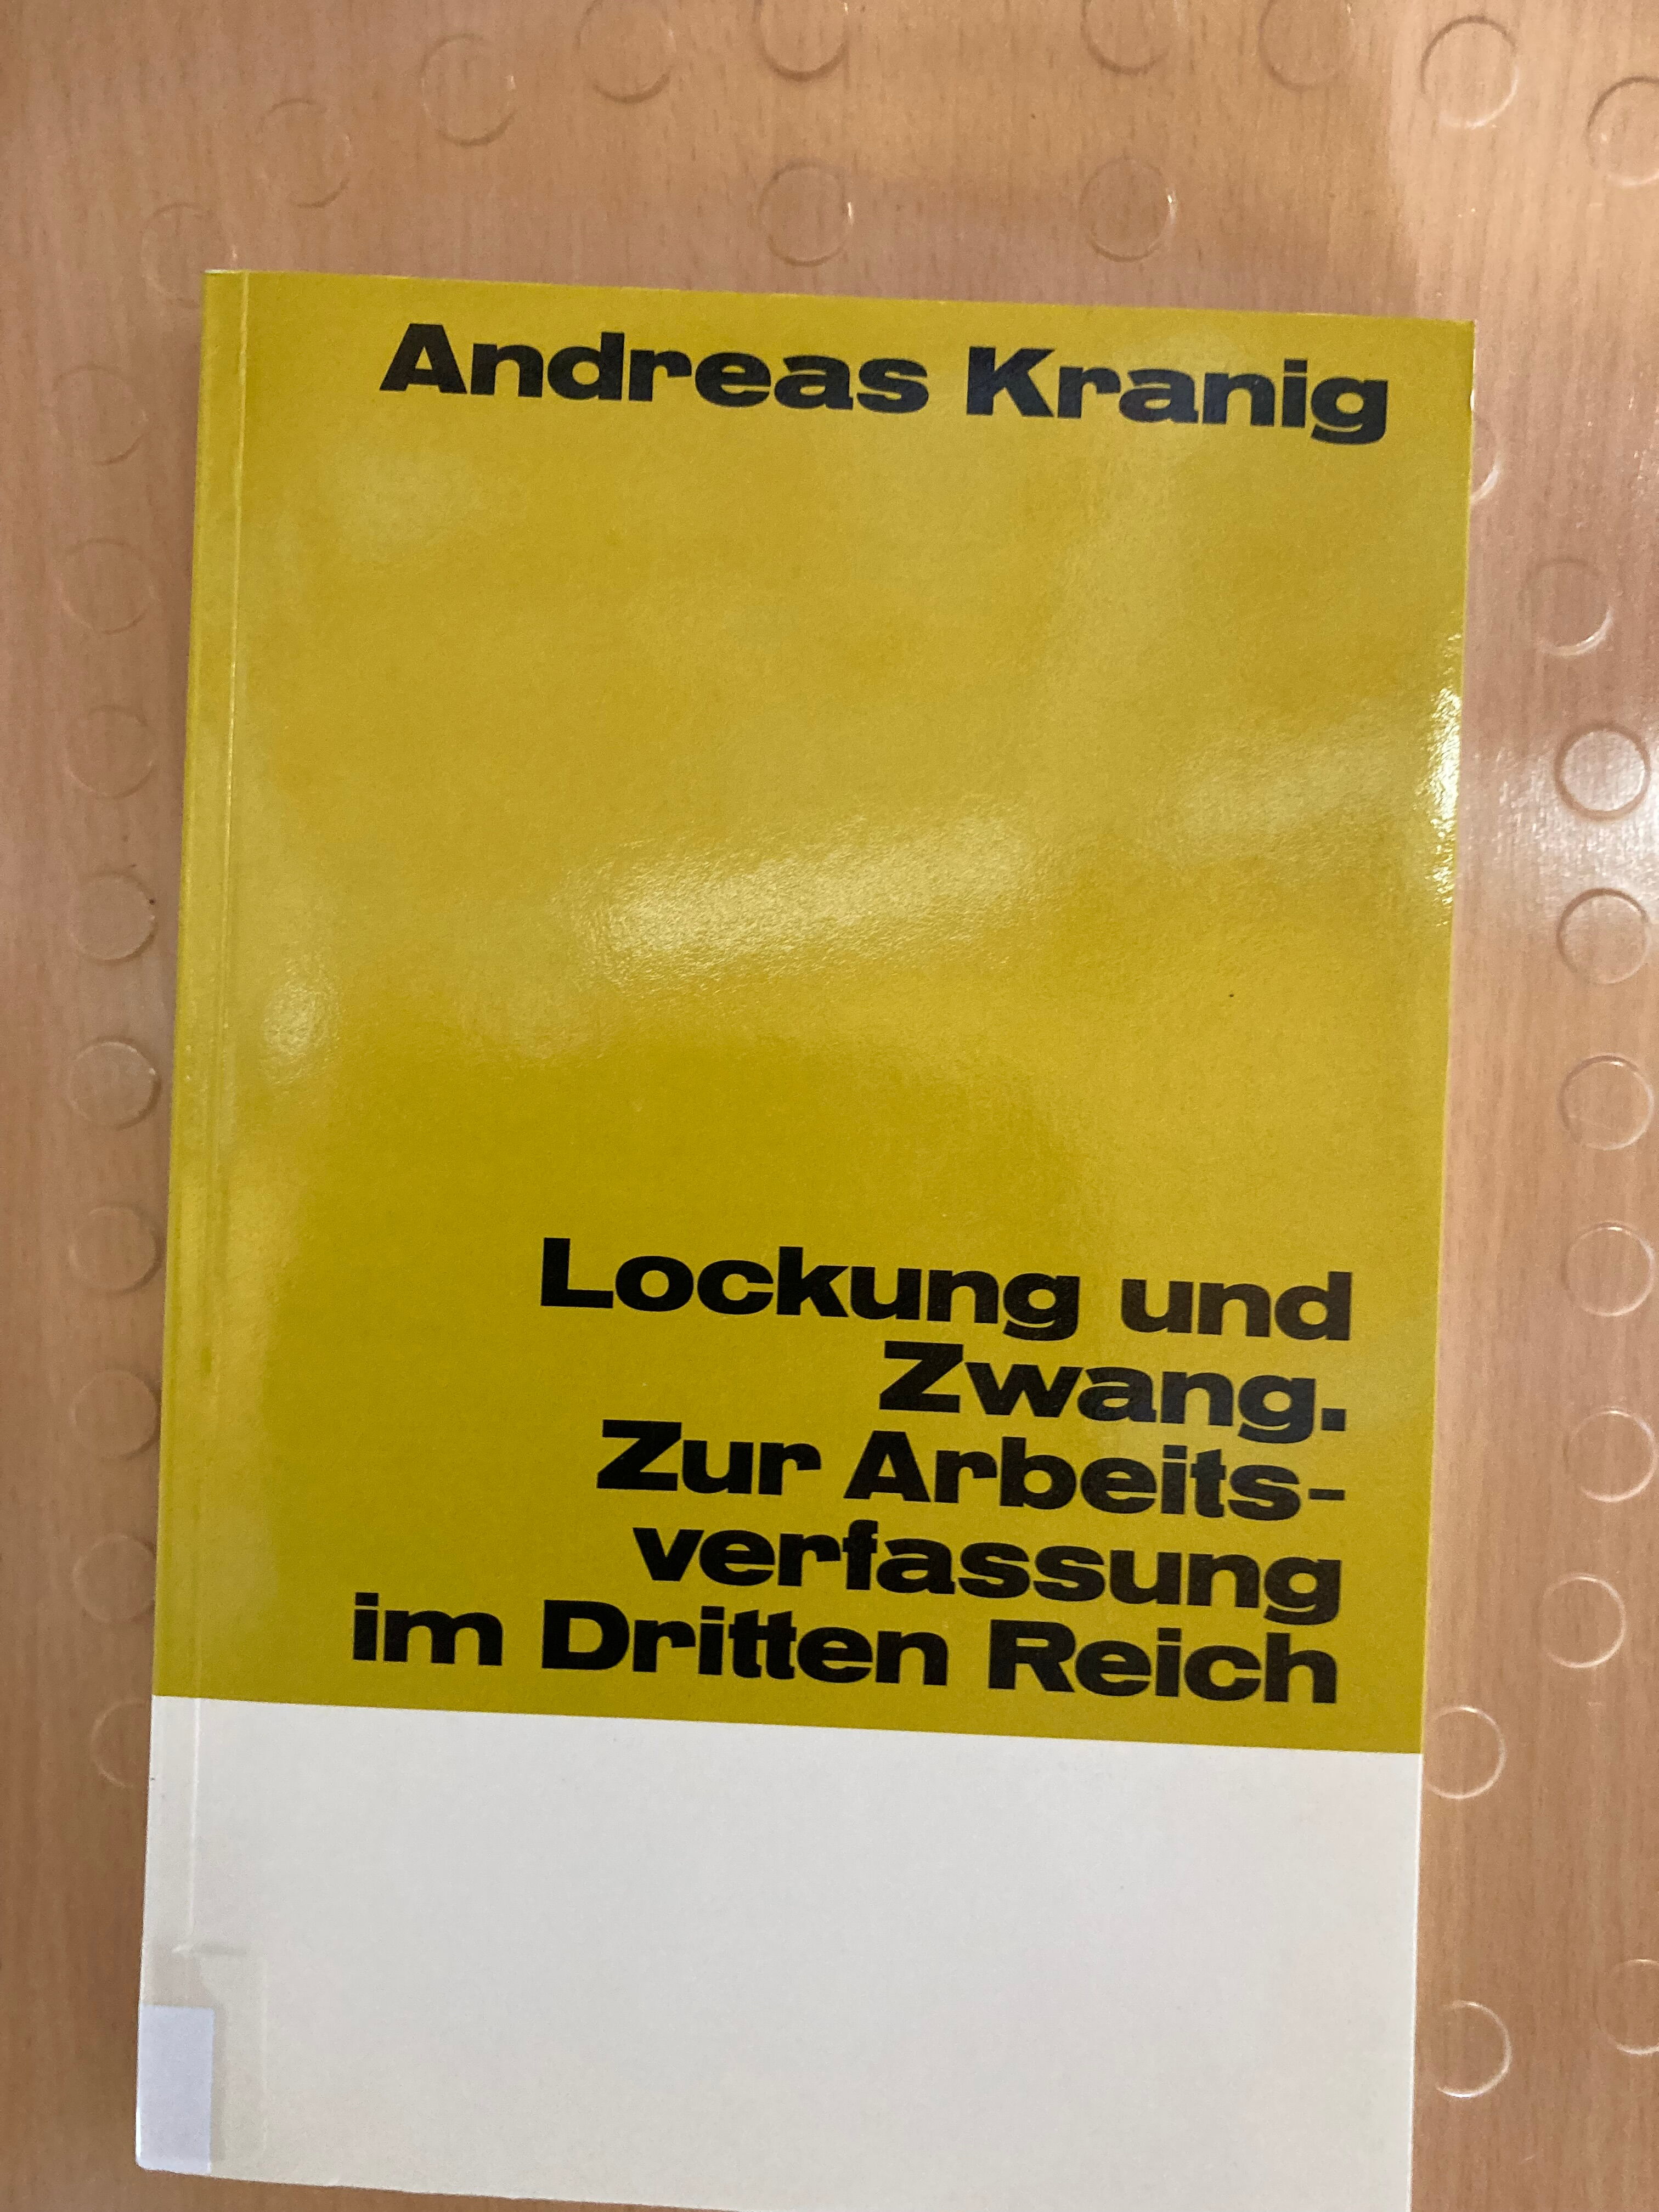 Andreas Kranig
Lockung und
Zwang.
Zur Arbeits-
verfassung
im Dritten Reich